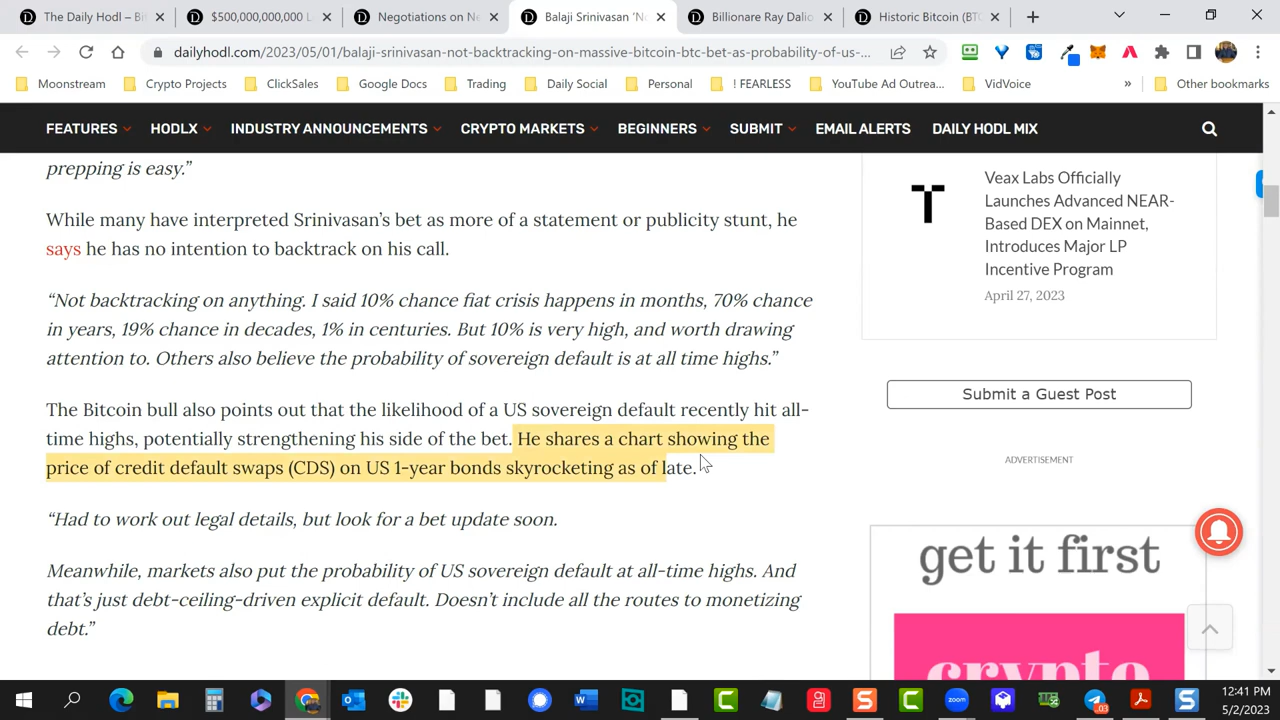 The Daily Hodl – Bi
$500,000,000,000 L
Negotiations on Ne
Balaji Srinivasan 'No
Billionare Ray Dalio
Historic Bitcoin (BTC
dailyhodl.com/2023/05/01/balaji-srinivasan-not-backtracking-on-massive-bitcoin-btc-bet-as-probability-of-us-...
Moonstream
Crypto Projects
ClickSales
Google Docs
Trading
Daily Social
Personal
! FEARLESS
YouTube Ad Outrea...
VidVoice
»
Other bookmarks
FEATURES
HODLX
INDUSTRY ANNOUNCEMENTS
CRYPTO MARKETS
BEGINNERS
SUBMIT
EMAIL ALERTS
DAILY HODL MIX
prepping is easy.”
While many have interpreted Srinivasan’s bet as more of a statement or publicity stunt, he
says he has no intention to backtrack on his call.
“Not backtracking on anything. I said 10% chance fiat crisis happens in months, 70% chance
in years, 19% chance in decades, 1% in centuries. But 10% is very high, and worth drawing
attention to. Others also believe the probability of sovereign default is at all time highs.”
The Bitcoin bull also points out that the likelihood of a US sovereign default recently hit all-
time highs, potentially strengthening his side of the bet. He shares a chart showing the
price of credit default swaps (CDS) on US 1-year bonds skyrocketing as of late.
“Had to work out legal details, but look for a bet update soon.
Meanwhile, markets also put the probability of US sovereign default at all-time highs. And
that’s just debt-ceiling-driven explicit default. Doesn’t include all the routes to monetizing
debt.”
Veax Labs Officially
Launches Advanced NEAR-
Based DEX on Mainnet,
Introduces Major LP
Incentive Program
April 27, 2023
Submit a Guest Post
ADVERTISEMENT
get it first
crypto
12:41 PM
5/2/2023